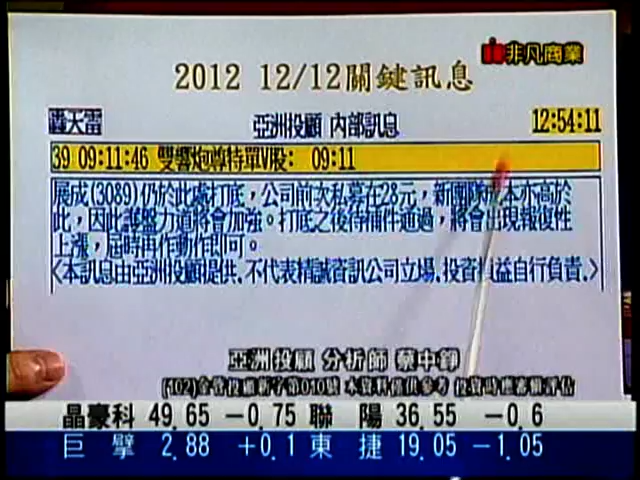 非凡商業
2012 12/12關鍵訊息
轟天雷 亞洲投顧 內部訊息 12:54:11
39 09:11:46 雙響炮尊特單V股: 09:11
展成(3089)仍於此處打底，公司前次私募在28元，新團隊成本亦高於
此，因此護盤力道將會加強。打底之後待補件通過，將會出現報復性
上漲，屆時再作動作即可。
<本訊息由亞洲投顧提供.不代表精誠資訊公司立場.投資損益自行負責.>
亞洲投顧 分析師 蔡中錚
晶豪科 49.65 -0.75 聯 陽 36.55 -0.6
巨 擘 2.88 +0.1 東 捷 19.05 -1.05